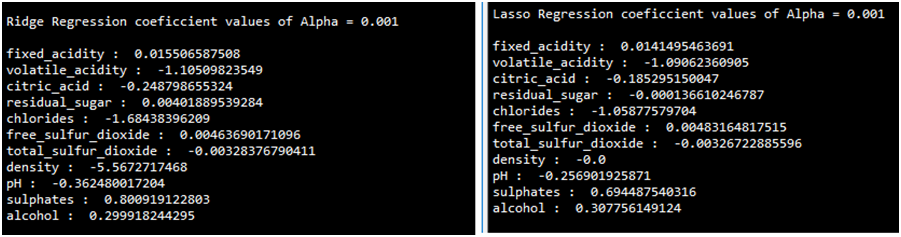 Ridge Regression coeficcient values of Alpha = 0.001
fixed_acidity :  0.015506587508
volatile_acidity :  -1.10509823549
citric_acid :  -0.248798655324
residual_sugar :  0.00401889539284
chlorides :  -1.68438396209
free_sulfur_dioxide :  0.00463690171096
total_sulfur_dioxide :  -0.00328376790411
density :  -5.5672717468
pH :  -0.362480017204
sulphates :  0.800919122803
alcohol :  0.299918244295
Lasso Regression coeficcient values of Alpha = 0.001
fixed_acidity :  0.0141495463691
volatile_acidity :  -1.09062360905
citric_acid :  -0.185295150047
residual_sugar :  -0.000136610246787
chlorides :  -1.05877579704
free_sulfur_dioxide :  0.00483164817515
total_sulfur_dioxide :  -0.00326722885596
density :  -0.0
pH :  -0.256901925871
sulphates :  0.694487540316
alcohol :  0.307756149124